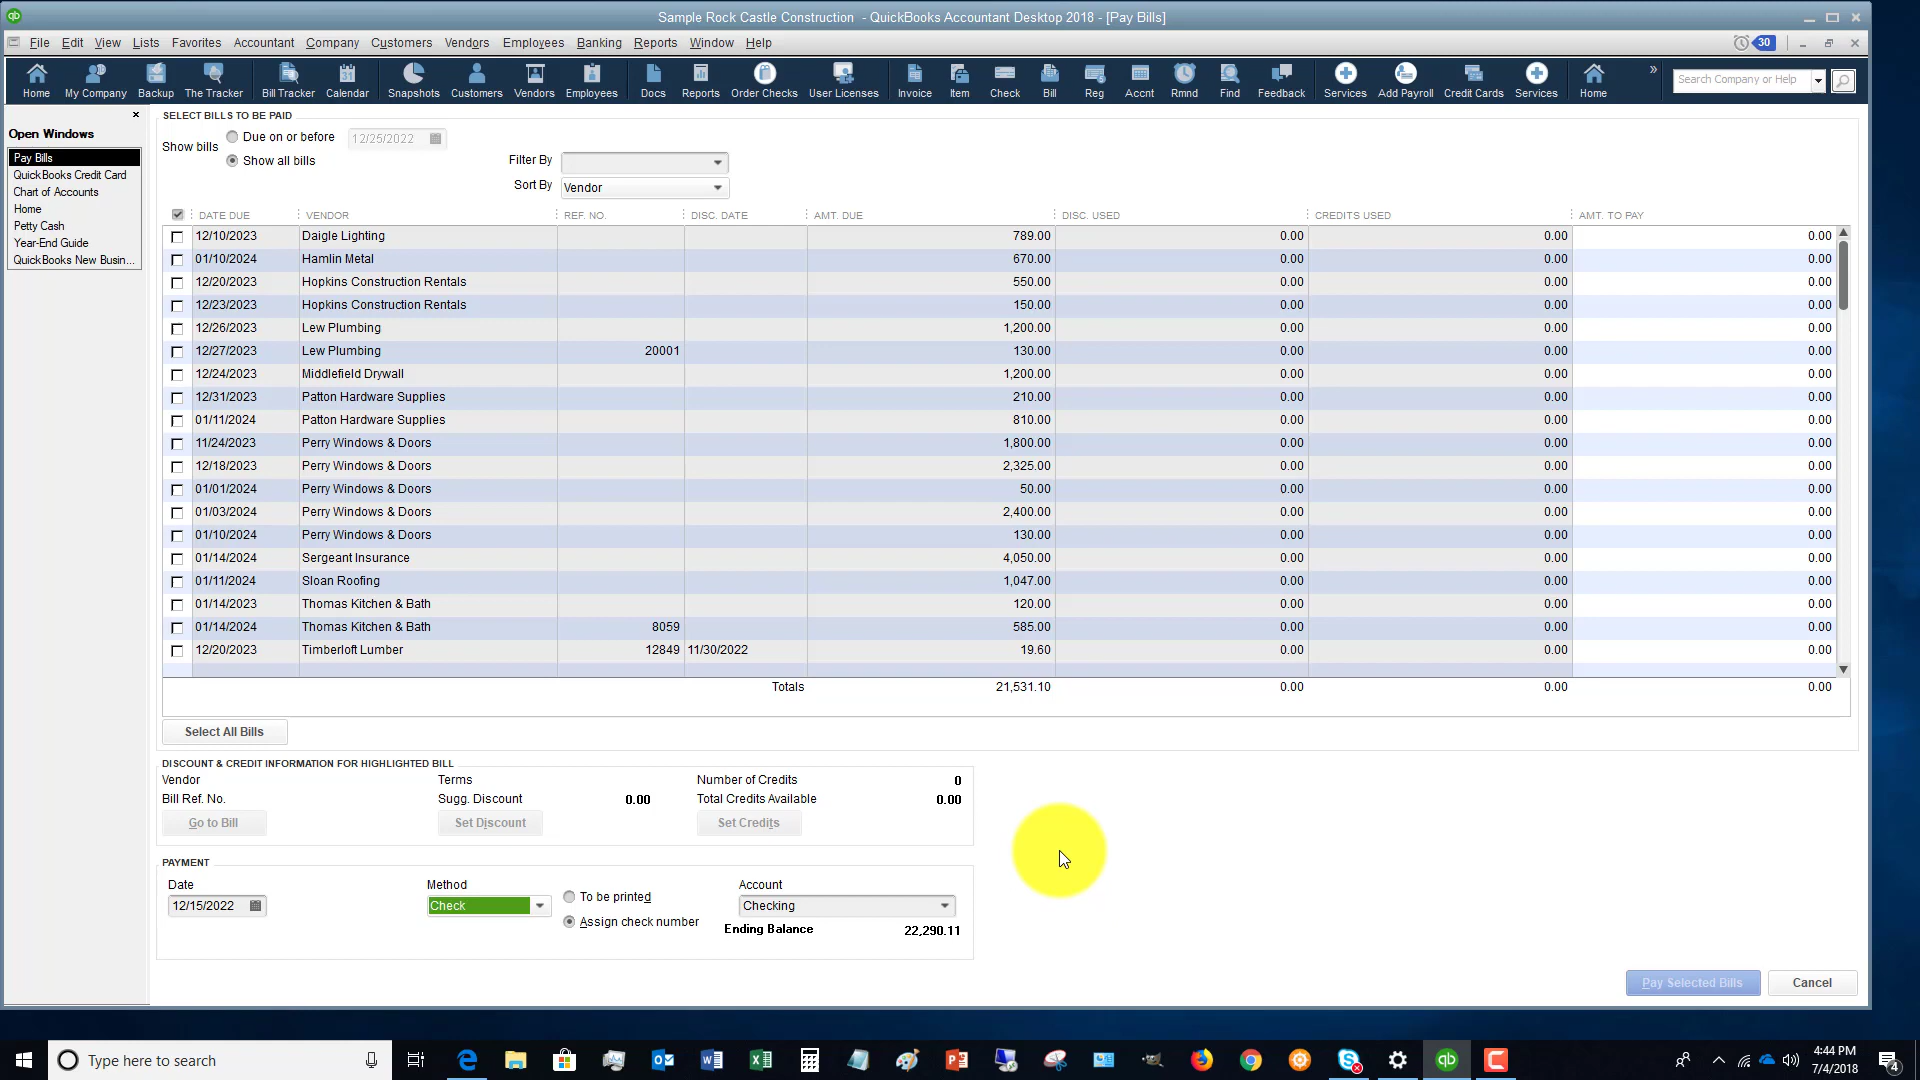 Sample Rock Castle Construction - QuickBooks Accountant Desktop 2018 - [Pay Bills]
File Edit View Lists Favorites Accountant Company Customers Vendors Employees Banking Reports Window Help 30
Home My Company Backup The Tracker Bill Tracker Calendar Snapshots Customers Vendors Employees Docs Reports Order Checks User Licenses Invoice Item Check Bill Reg Accnt Rmnd Find Feedback Services Add Payroll Credit Cards Services Home Search Company or Help
Open Windows
Pay Bills
QuickBooks Credit Card
Chart of Accounts
Home
Petty Cash
Year-End Guide
QuickBooks New Busin...
SELECT BILLS TO BE PAID
Show bills Due on or before 12/25/2022
Show all bills
Filter By
Sort By Vendor
DATE DUE VENDOR REF. NO. DISC. DATE AMT. DUE DISC. USED CREDITS USED AMT. TO PAY
12/10/2023 Daigle Lighting 789.00 0.00 0.00 0.00
01/10/2024 Hamlin Metal 670.00 0.00 0.00 0.00
12/20/2023 Hopkins Construction Rentals 550.00 0.00 0.00 0.00
12/23/2023 Hopkins Construction Rentals 150.00 0.00 0.00 0.00
12/26/2023 Lew Plumbing 1,200.00 0.00 0.00 0.00
12/27/2023 Lew Plumbing 20001 130.00 0.00 0.00 0.00
12/24/2023 Middlefield Drywall 1,200.00 0.00 0.00 0.00
12/31/2023 Patton Hardware Supplies 210.00 0.00 0.00 0.00
01/11/2024 Patton Hardware Supplies 810.00 0.00 0.00 0.00
11/24/2023 Perry Windows & Doors 1,800.00 0.00 0.00 0.00
12/18/2023 Perry Windows & Doors 2,325.00 0.00 0.00 0.00
01/01/2024 Perry Windows & Doors 50.00 0.00 0.00 0.00
01/03/2024 Perry Windows & Doors 2,400.00 0.00 0.00 0.00
01/10/2024 Perry Windows & Doors 130.00 0.00 0.00 0.00
01/14/2024 Sergeant Insurance 4,050.00 0.00 0.00 0.00
01/11/2024 Sloan Roofing 1,047.00 0.00 0.00 0.00
01/14/2023 Thomas Kitchen & Bath 120.00 0.00 0.00 0.00
01/14/2024 Thomas Kitchen & Bath 8059 585.00 0.00 0.00 0.00
12/20/2023 Timberloft Lumber 12849 11/30/2022 19.60 0.00 0.00 0.00
Totals 21,531.10 0.00 0.00 0.00
Select All Bills
DISCOUNT & CREDIT INFORMATION FOR HIGHLIGHTED BILL
Vendor Terms Number of Credits 0
Bill Ref. No. Sugg. Discount 0.00 Total Credits Available 0.00
Go to Bill Set Discount Set Credits
PAYMENT
Date Method To be printed Account
12/15/2022 Check Assign check number Checking
Ending Balance 22,290.11
Pay Selected Bills Cancel
Type here to search
4:44 PM
7/4/2018
4